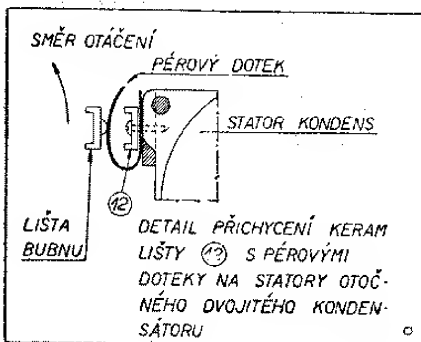 SMĚR OTÁČENÍ
PÉROVÝ DOTEK
STATOR KONDENS
12
LIŠTA
BUBNU
DETAIL PŘICHYCENÍ KERAM
LIŠTY 12 S PÉROVÝMI
DOTEKY NA STATORY OTOČ-
NÉHO DVOJITÉHO KONDEN-
SÁTORU